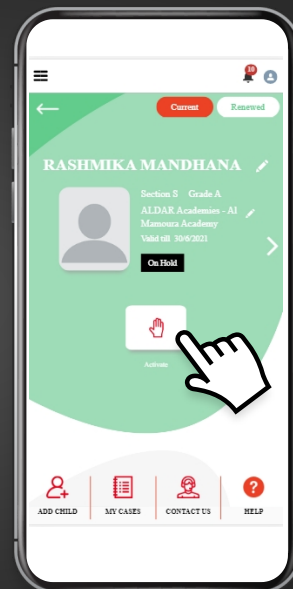 10
Current
Renewed
RASHMIKA MANDHANA
Section S Grade A
ALDAR Academies - Al
Mamoura Academy
Valid till 30/6/2021
On Hold
Activate
ADD CHILD
MY CASES
CONTACT US
?
HELP